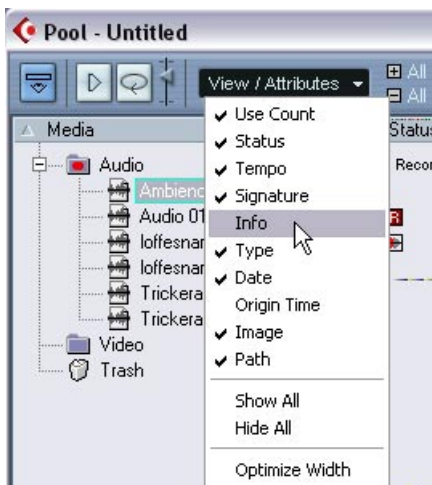 Pool - Untitled
View / Attributes
All
All
Media
Status
Audio
Record
Ambienc
Audio 01
loffesnar
loffesnar
Trickera
Trickera
Video
Trash
Use Count
Status
Tempo
Signature
Info
Type
Date
Origin Time
Image
Path
Show All
Hide All
Optimize Width
R